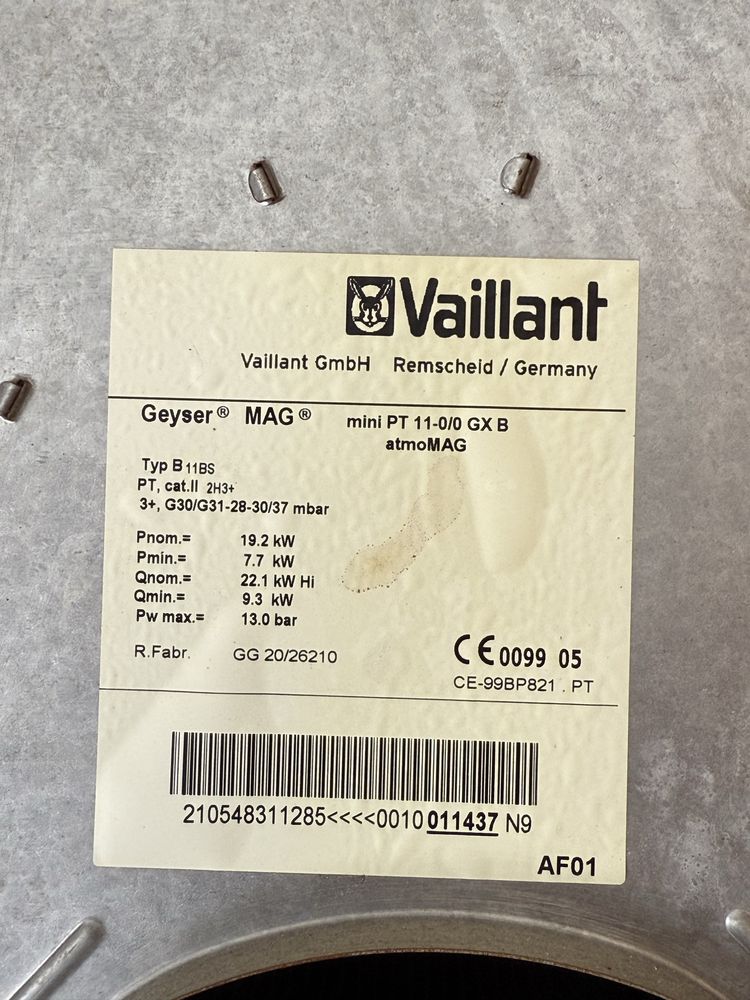 Vaillant
Vaillant GmbH Remscheid / Germany
Geyser® MAG® mini PT 11-0/0 GX B
atmoMAG
Typ B 11BS
PT, cat.II 2H3+
3+, G30/G31-28-30/37 mbar
Pnom.= 19.2 kW
Pmin.= 7.7 kW
Qnom.= 22.1 kW Hi
Qmin.= 9.3 kW
Pw max.= 13.0 bar
R.Fabr. GG 20/26210
CE 0099 05
CE-99BP821 . PT
210548311285<<<<0010011437 N9
AF01